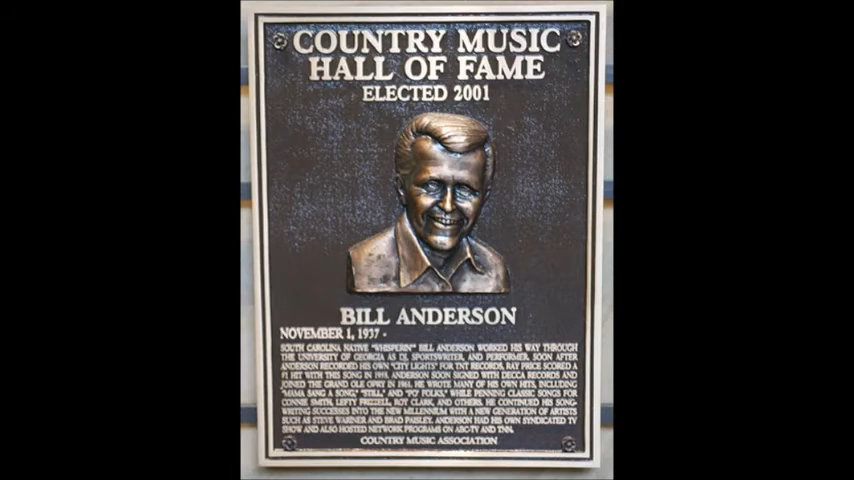 COUNTRY MUSIC
HALL OF FAME
ELECTED 2001
BILL ANDERSON
NOVEMBER 1, 1937 -
SOUTH CAROLINA NATIVE "WHISPERIN'" BILL ANDERSON WORKED HIS WAY THROUGH
THE UNIVERSITY OF GEORGIA AS DJ, SPORTSWRITER, AND PERFORMER. SOON AFTER
ANDERSON RECORDED HIS OWN "CITY LIGHTS" FOR TNT RECORDS, RAY PRICE SCORED A
#1 HIT WITH THIS SONG IN 1958. ANDERSON SOON SIGNED WITH DECCA RECORDS AND
JOINED THE GRAND OLE OPRY IN 1961. HE WROTE MANY OF HIS OWN HITS, INCLUDING
"MAMA SANG A SONG," "STILL," AND "PO' FOLKS," WHILE PENNING CLASSIC SONGS FOR
CONNIE SMITH, LEFTY FRIZZELL, ROY CLARK, AND OTHERS. HE CONTINUED HIS SONG-
WRITING SUCCESSES INTO THE NEW MILLENNIUM WITH A NEW GENERATION OF ARTISTS
SUCH AS STEVE WARINER AND BRAD PAISLEY. ANDERSON HAD HIS OWN SYNDICATED TV
SHOW AND ALSO HOSTED NETWORK PROGRAMS ON ABC-TV AND TNN.
COUNTRY MUSIC ASSOCIATION